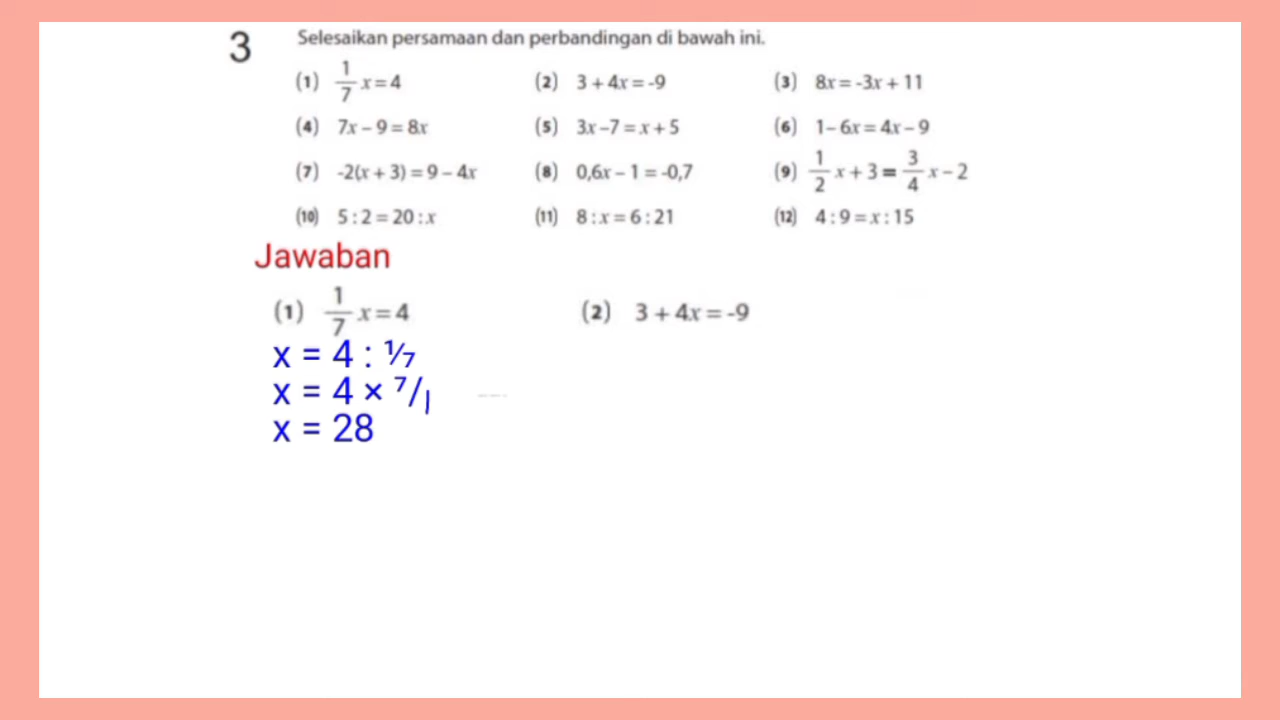 3 Selesaikan persamaan dan perbandingan di bawah ini.
(1) 1/7 x = 4 (2) 3 + 4x = -9 (3) 8x = -3x + 11
(4) 7x – 9 = 8x (5) 3x –7 = x + 5 (6) 1– 6x = 4x – 9
(7) -2(x + 3) = 9 – 4x (8) 0,6x – 1 = -0,7 (9) 1/2 x + 3 = 3/4 x – 2
(10) 5 : 2 = 20 : x (11) 8 : x = 6 : 21 (12) 4 : 9 = x : 15
Jawaban
(1) 1/7 x = 4 (2) 3 + 4x = -9
x = 4 : ¹⁄₇
x = 4 × ⁷/₁
x = 28